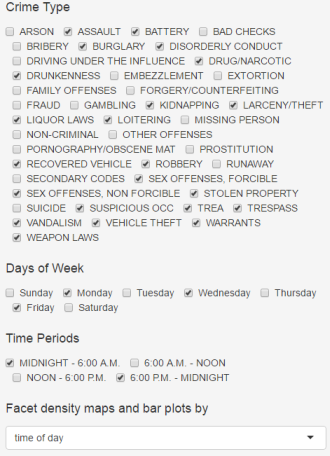 Crime Type
ARSON ASSAULT BATTERY BAD CHECKS
BRIBERY BURGLARY DISORDERLY CONDUCT
DRIVING UNDER THE INFLUENCE DRUG/NARCOTIC
DRUNKENNESS EMBEZZLEMENT EXTORTION
FAMILY OFFENSES FORGERY/COUNTERFEITING
FRAUD GAMBLING KIDNAPPING LARCENY/THEFT
LIQUOR LAWS LOITERING MISSING PERSON
NON-CRIMINAL OTHER OFFENSES
PORNOGRAPHY/OBSCENE MAT PROSTITUTION
RECOVERED VEHICLE ROBBERY RUNAWAY
SECONDARY CODES SEX OFFENSES, FORCIBLE
SEX OFFENSES, NON FORCIBLE STOLEN PROPERTY
SUICIDE SUSPICIOUS OCC TREA TRESPASS
VANDALISM VEHICLE THEFT WARRANTS
WEAPON LAWS
Days of Week
Sunday Monday Tuesday Wednesday Thursday
Friday Saturday
Time Periods
MIDNIGHT - 6:00 A.M. 6:00 A.M. - NOON
NOON - 6:00 P.M. 6:00 P.M. - MIDNIGHT
Facet density maps and bar plots by
time of day